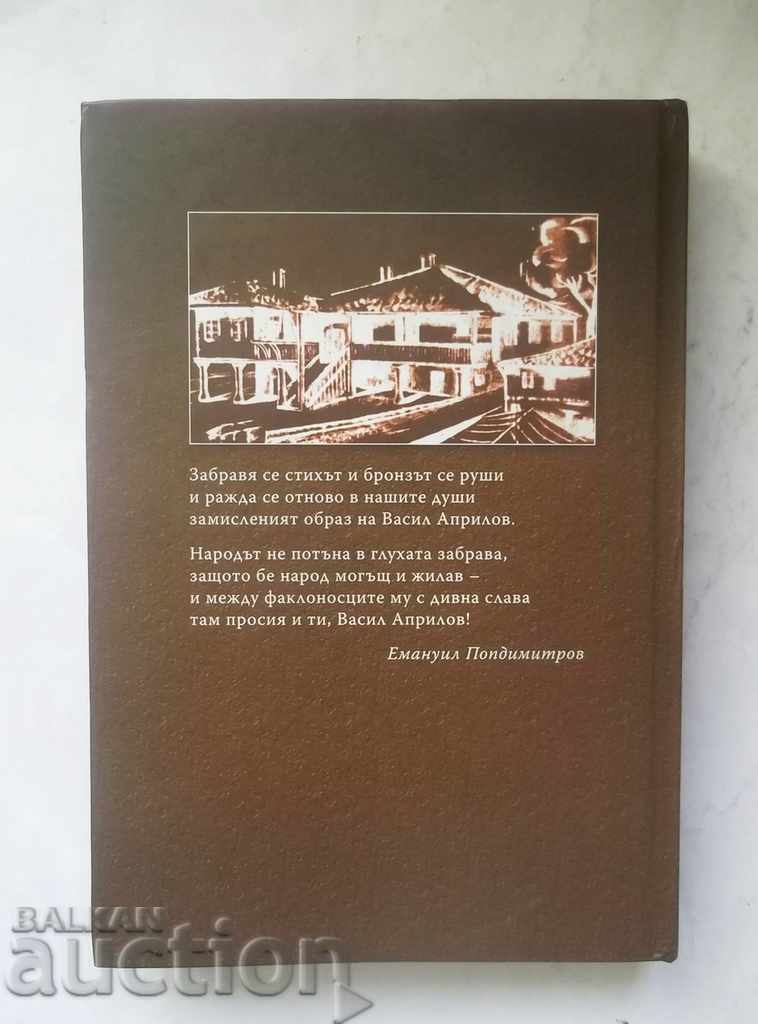 Забравя се стихът и бронзът се руши
и ражда се отново в нашите души
замисленият образ на Васил Априлов.
Народът не потъна в глухата забрава,
защото бе народ могъщ и жилав –
и между факлоносците му с дивна слава
там просия и ти, Васил Априлов!
Емануил Попдимитров
BALKAN
auction